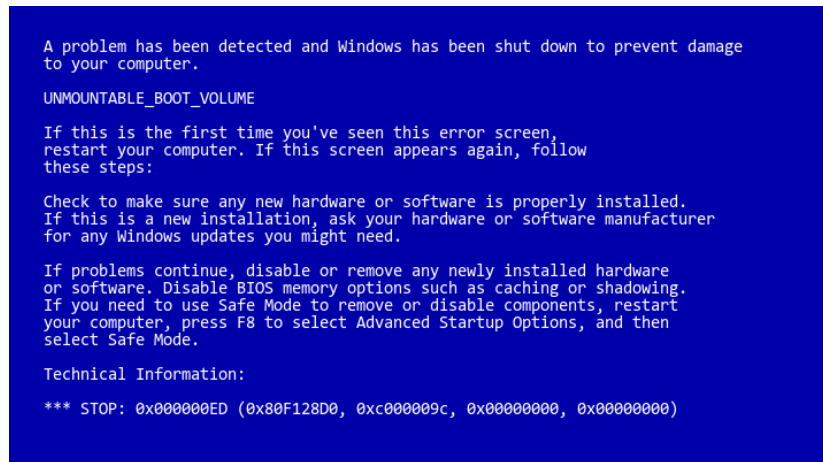 A problem has been detected and Windows has been shut down to prevent damage
to your computer.
UNMOUNTABLE_BOOT_VOLUME
If this is the first time you've seen this error screen,
restart your computer. If this screen appears again, follow
these steps:
Check to make sure any new hardware or software is properly installed.
If this is a new installation, ask your hardware or software manufacturer
for any Windows updates you might need.
If problems continue, disable or remove any newly installed hardware
or software. Disable BIOS memory options such as caching or shadowing.
If you need to use Safe Mode to remove or disable components, restart
your computer, press F8 to select Advanced Startup Options, and then
select Safe Mode.
Technical Information:
*** STOP: 0x000000ED (0x80F128D0, 0xc000009c, 0x00000000, 0x00000000)